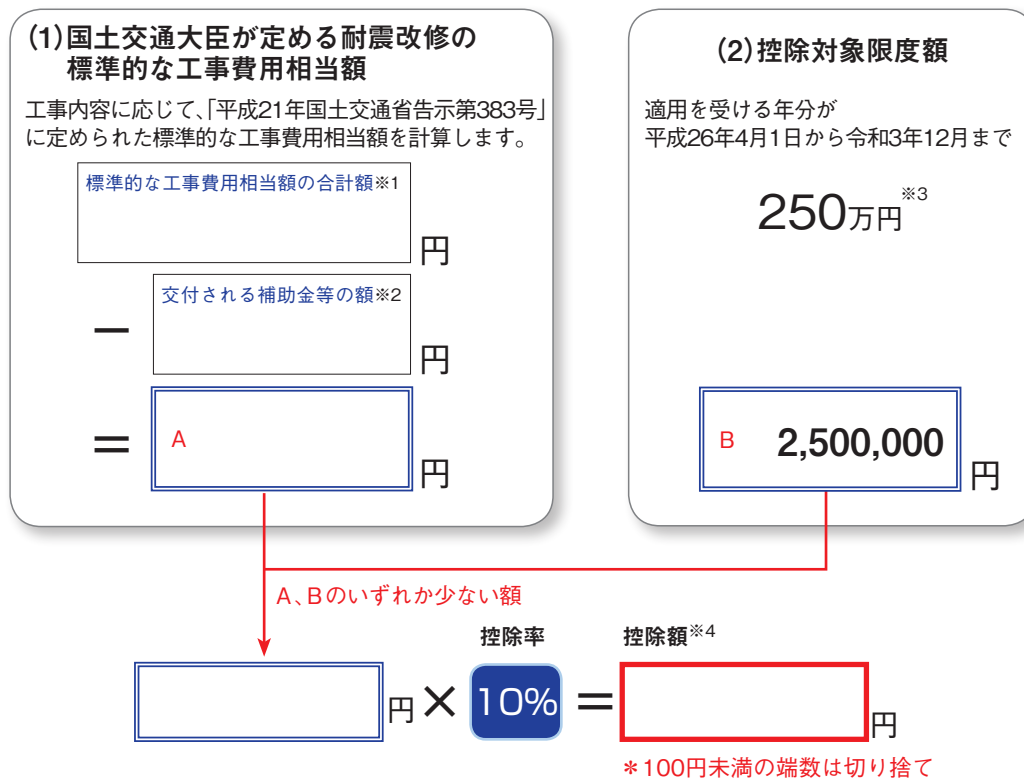 (1)国土交通大臣が定める耐震改修の
標準的な工事費用相当額
工事内容に応じて、「平成21年国土交通省告示第383号」
に定められた標準的な工事費用相当額を計算します。
標準的な工事費用相当額の合計額※1
円
－
交付される補助金等の額※2
円
＝
A
円
(2)控除対象限度額
適用を受ける年分が
平成26年4月1日から令和3年12月まで
250万円※3
B 2,500,000
円
A、Bのいずれか少ない額
控除率
控除額※4
円 × 10% ＝ 円
＊100円未満の端数は切り捨て